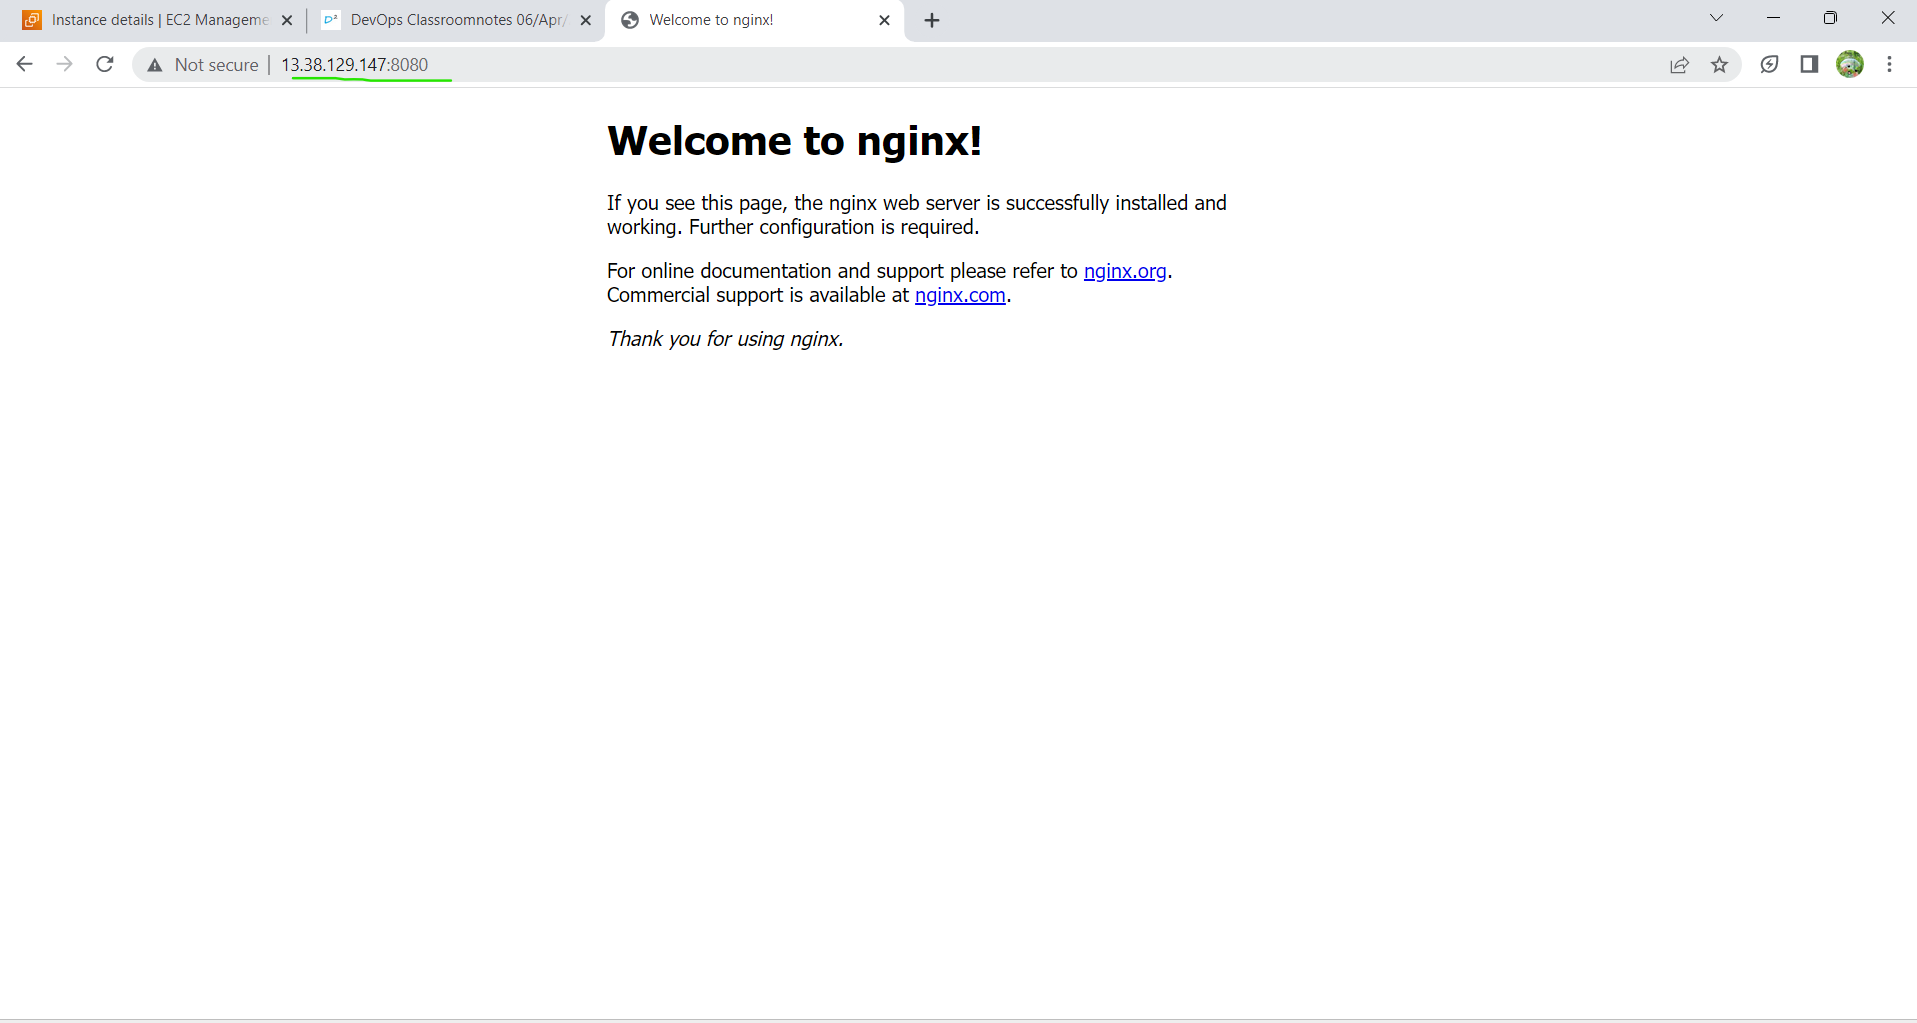 Instance details | EC2 Manageme
DevOps Classroomnotes 06/Apr/
Welcome to nginx!
Not secure
13.38.129.147:8080
Welcome to nginx!
If you see this page, the nginx web server is successfully installed and
working. Further configuration is required.
For online documentation and support please refer to nginx.org.
Commercial support is available at nginx.com.
Thank you for using nginx.